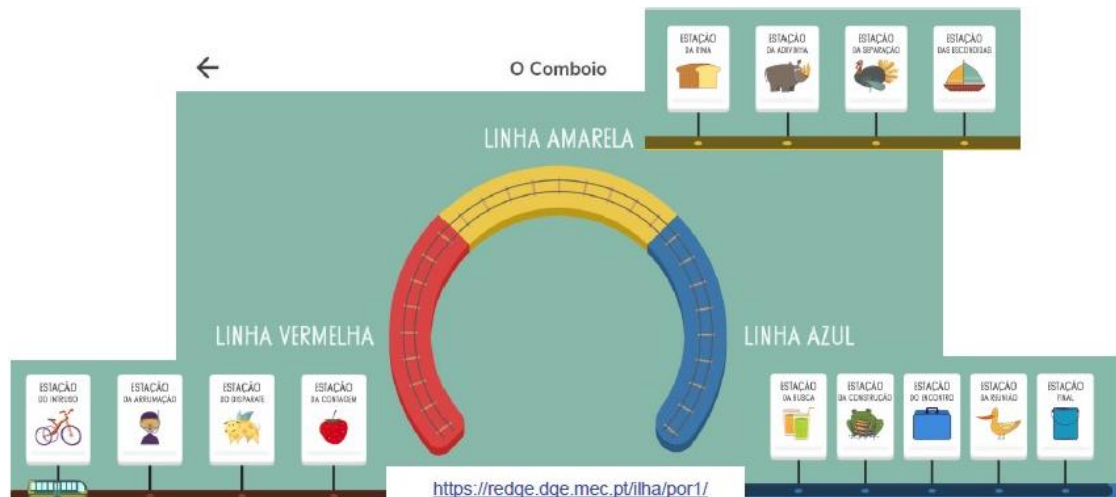 O Comboio
ESTAÇÃO
DA RIMA
ESTAÇÃO
DA ADIVINHA
ESTAÇÃO
DA SEPARAÇÃO
ESTAÇÃO
DAS ESCONDIDAS
LINHA AMARELA
LINHA VERMELHA
LINHA AZUL
ESTAÇÃO
DO INTRUSO
ESTAÇÃO
DA ARRUMAÇÃO
ESTAÇÃO
DO DISPARATE
ESTAÇÃO
DA CONTAGEM
ESTAÇÃO
DA BUSCA
ESTAÇÃO
DA CONSTRUÇÃO
ESTAÇÃO
DO ENCONTRO
ESTAÇÃO
DA REUNIÃO
ESTAÇÃO
FINAL
https://redge.dge.mec.pt/ilha/por1/